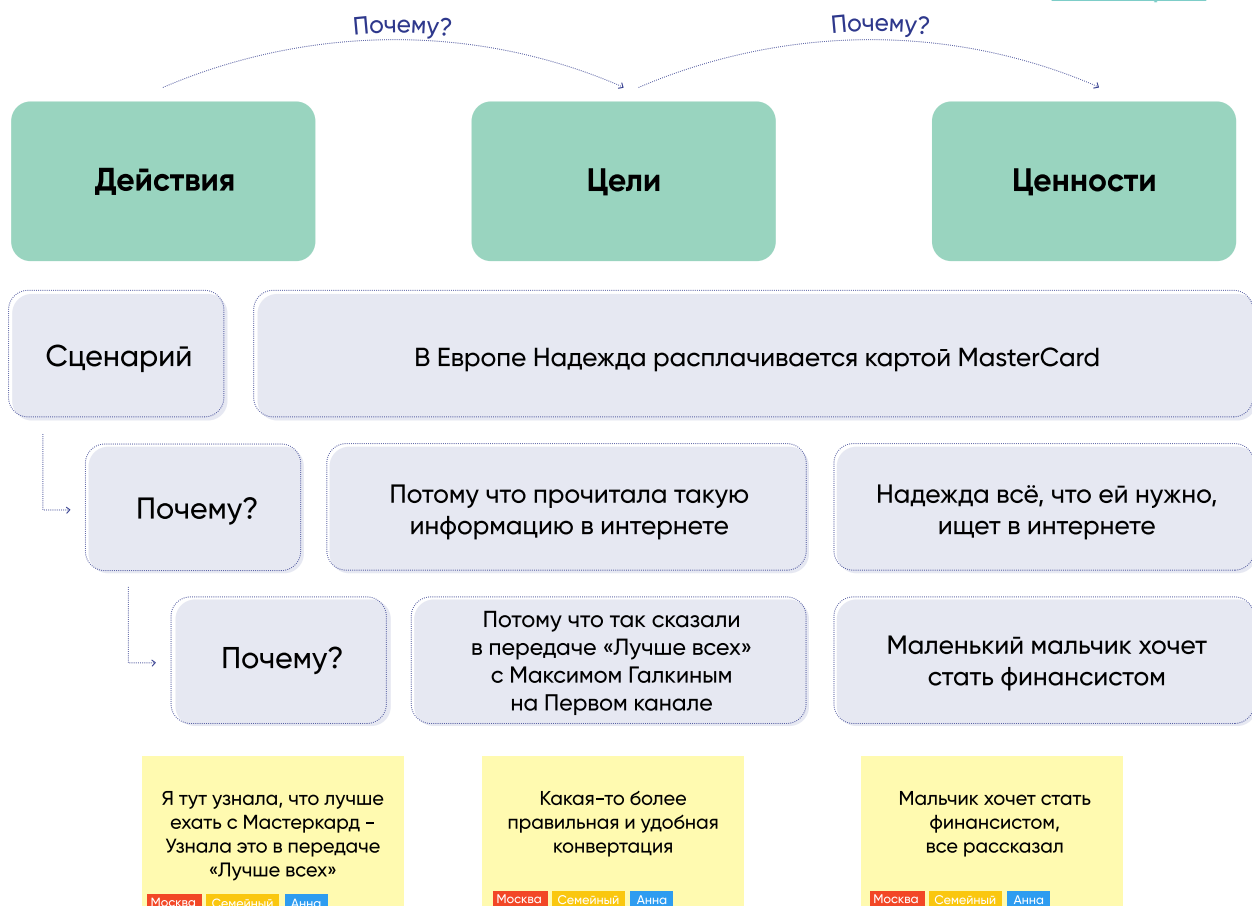 Почему?
Почему?
Действия
Цели
Ценности
Сценарий
В Европе Надежда расплачивается картой MasterCard
Почему?
Потому что прочитала такую
информацию в интернете
Надежда всё, что ей нужно,
ищет в интернете
Почему?
Потому что так сказали
в передаче «Лучше всех»
с Максимом Галкиным
на Первом канале
Маленький мальчик хочет
стать финансистом
Я тут узнала, что лучше
ехать с Мастеркард -
Узнала это в передаче
«Лучше всех»
Москва Семейный Анна
Какая-то более
правильная и удобная
конвертация
Москва Семейный Анна
Мальчик хочет стать
финансистом,
все рассказал
Москва Семейный Анна